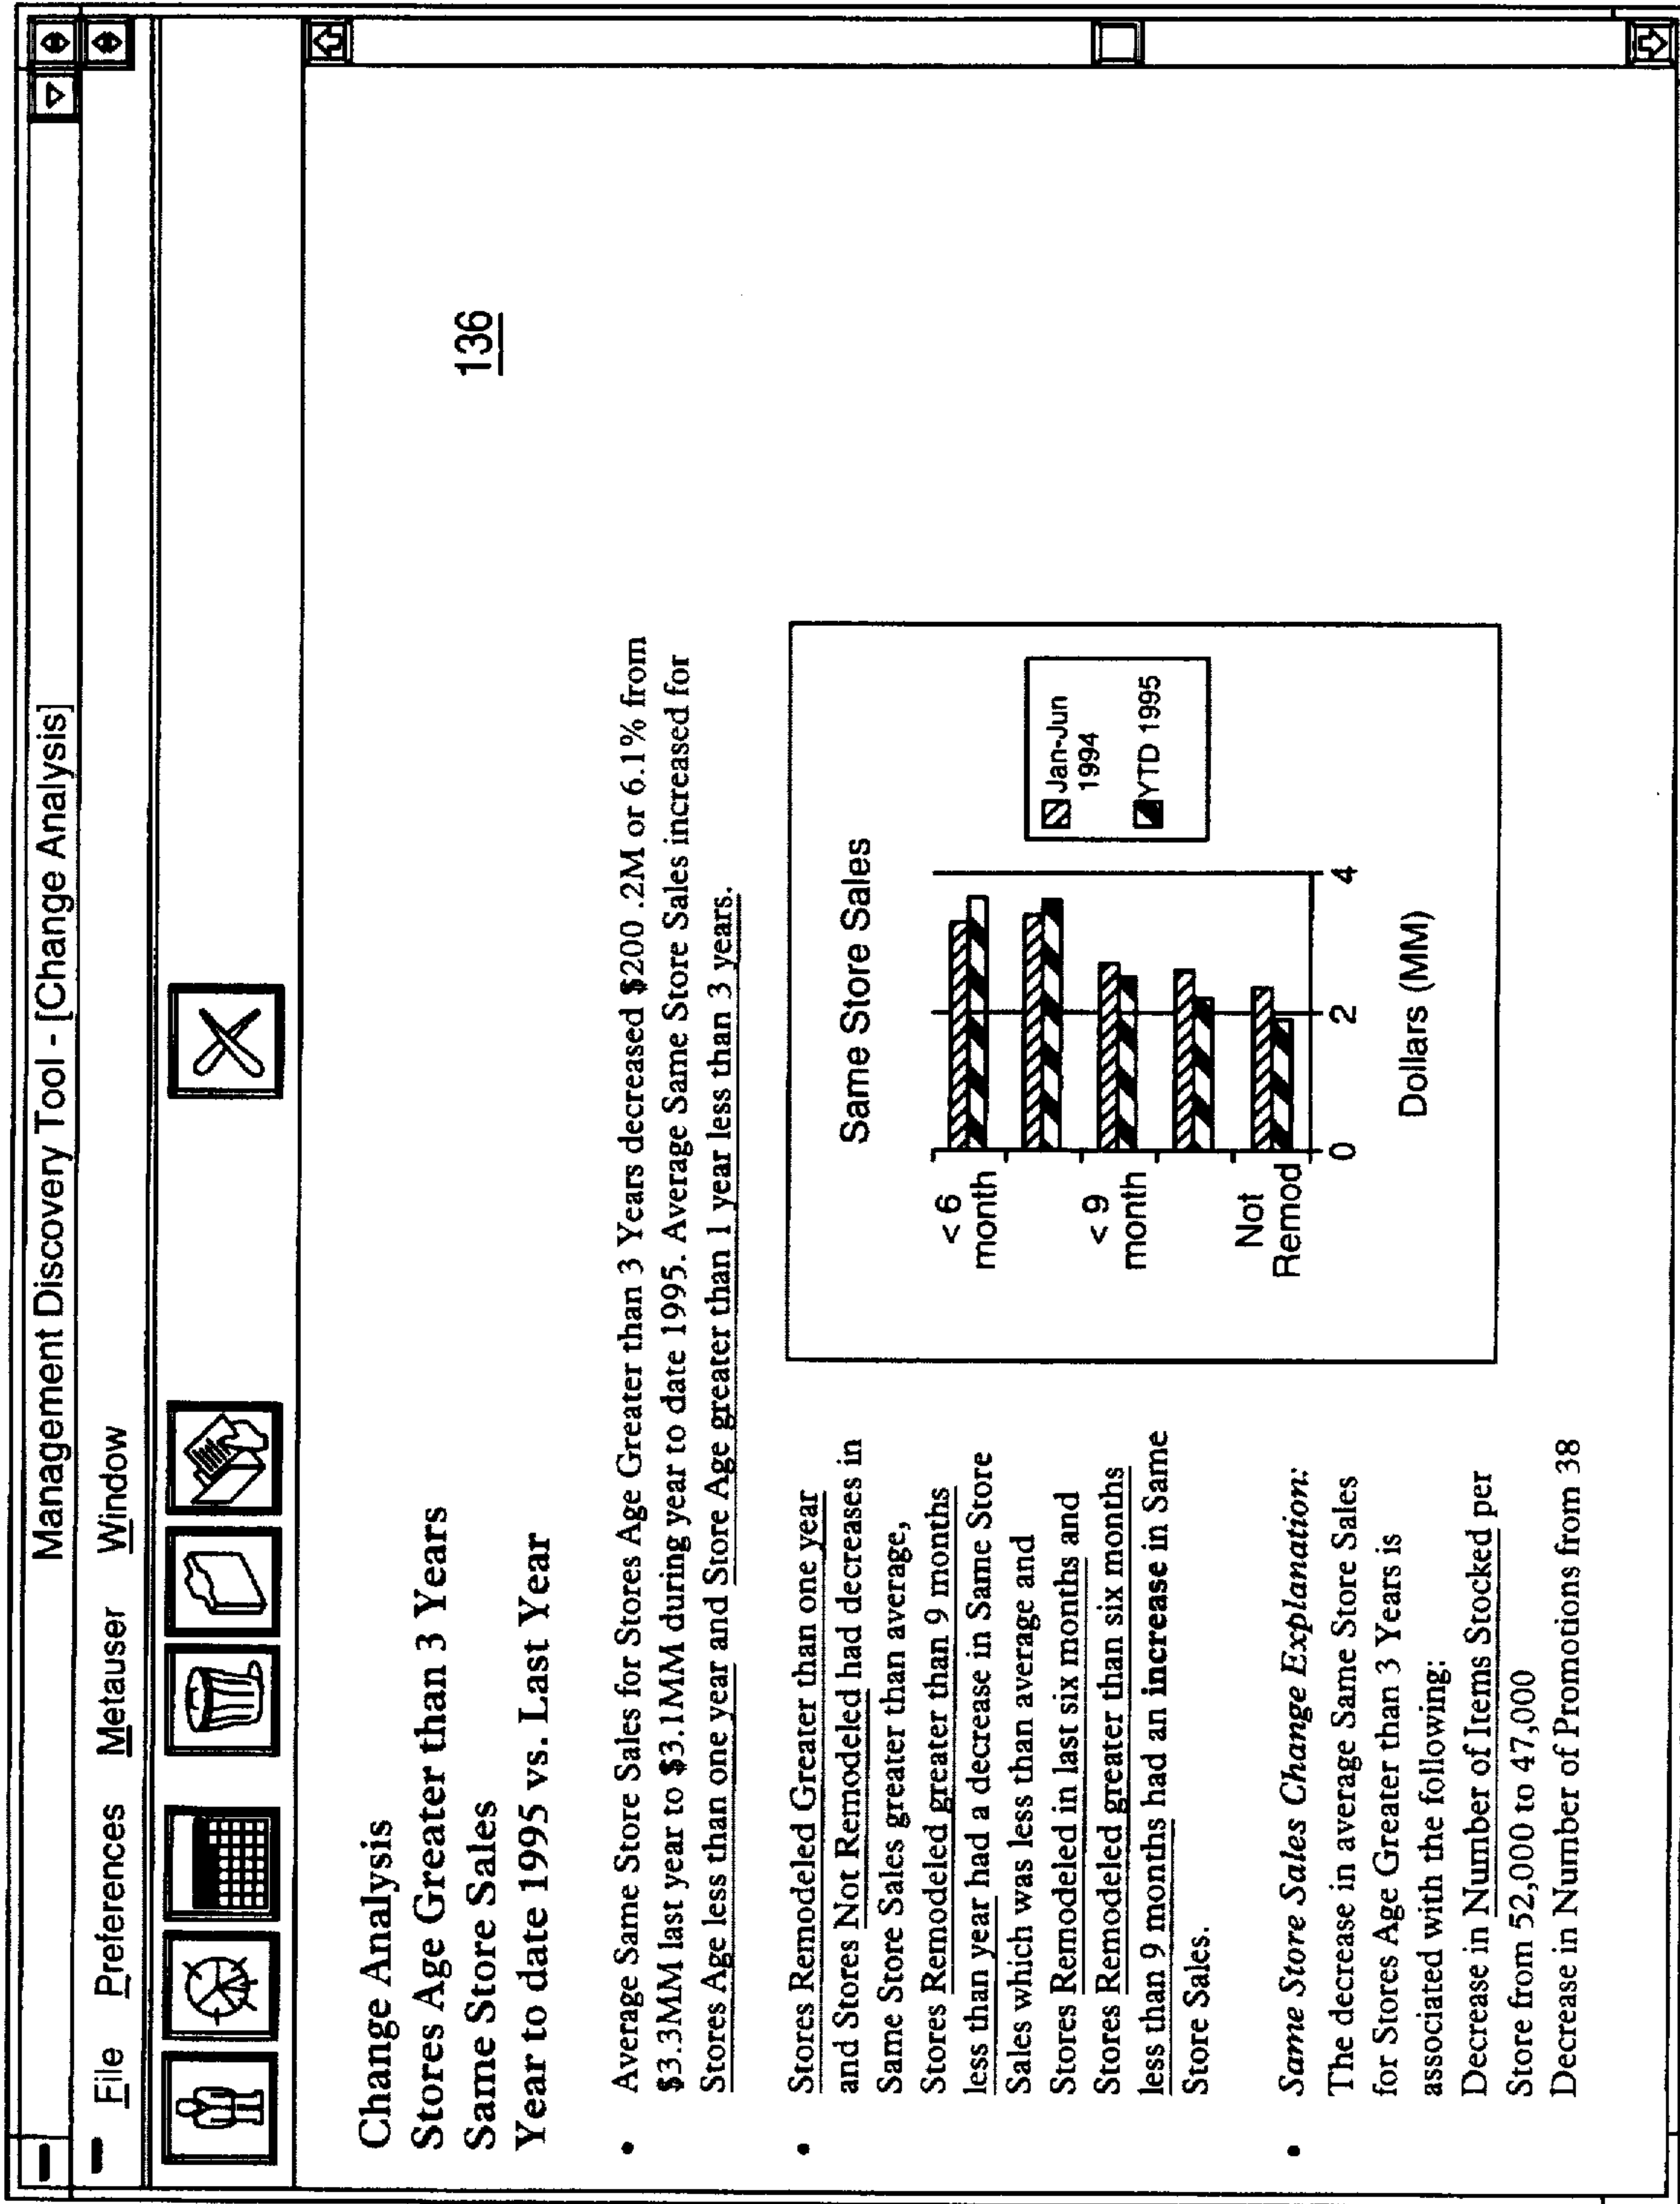 Management Discovery Tool - [Change Analysis]
File Preferences Metauser Window
Change Analysis
Stores Age Greater than 3 Years
Same Store Sales
Year to date 1995 vs. Last Year
136
• Average Same Store Sales for Stores Age Greater than 3 Years decreased $200 .2M or 6.1% from
$3.3MM last year to $3.1MM during year to date 1995. Average Same Store Sales increased for
Stores Age less than one year and Store Age greater than 1 year less than 3 years.
• Stores Remodeled Greater than one year
and Stores Not Remodeled had decreases in
Same Store Sales greater than average,
Stores Remodeled greater than 9 months
less than year had a decrease in Same Store
Sales which was less than average and
Stores Remodeled in last six months and
Stores Remodeled greater than six months
less than 9 months had an increase in Same
Store Sales.
Same Store Sales
< 6
month
< 9
month
Not
Remod
0 2 4
Dollars (MM)
Jan-Jun
1994
YTD 1995
• Same Store Sales Change Explanation:
The decrease in average Same Store Sales
for Stores Age Greater than 3 Years is
associated with the following:
Decrease in Number of Items Stocked per
Store from 52,000 to 47,000
Decrease in Number of Promotions from 38